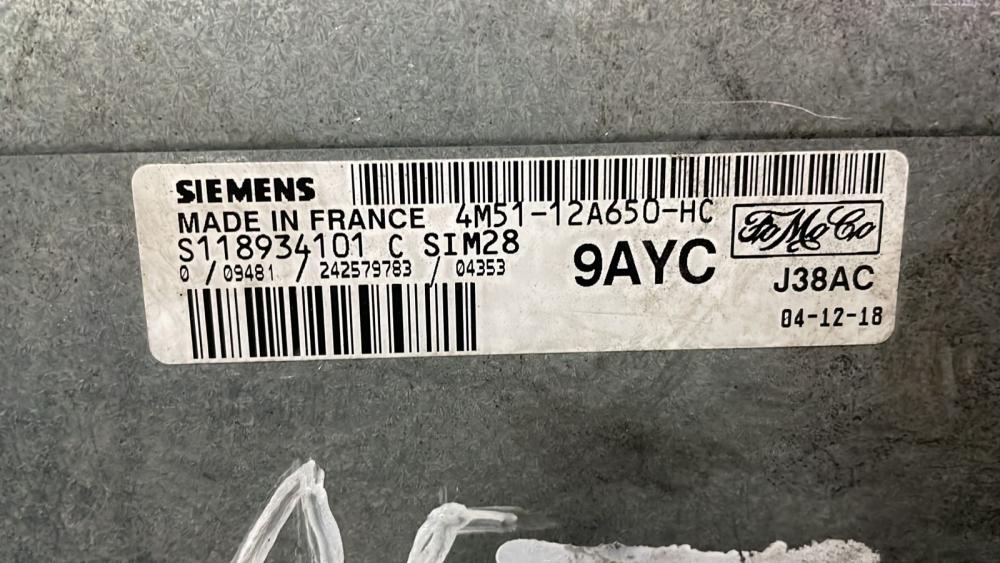 SIEMENS
MADE IN FRANCE 4M51-12A650-HC
S118934101 C SIM28
0 /09481 / 242579783 / 04353
9AYC
FoMoCo
J38AC
04-12-18